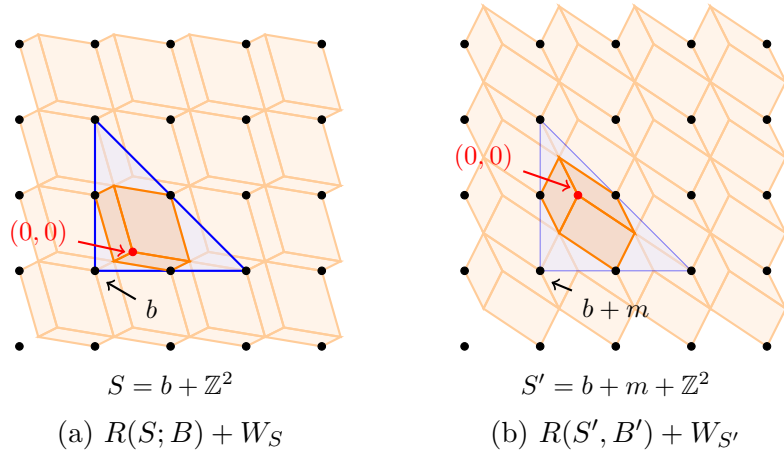 (0, 0)
b
S = b + ℤ²
(a) R(S; B) + W_S
(0, 0)
b + m
S′ = b + m + ℤ²
(b) R(S′, B′) + W_{S′}